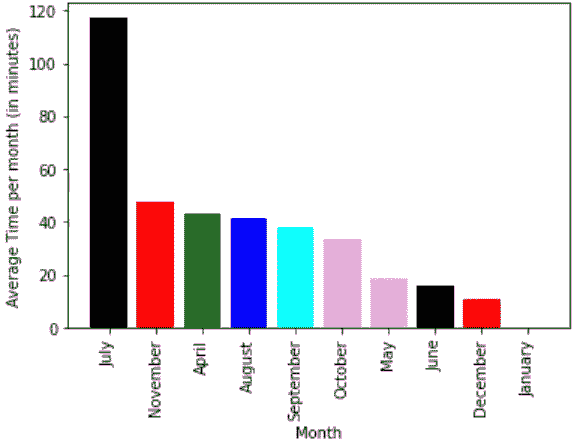 Average Time per month (in minutes)
120
100
80
60
40
20
0
July
November
April
August
September
October
May
June
December
January
Month